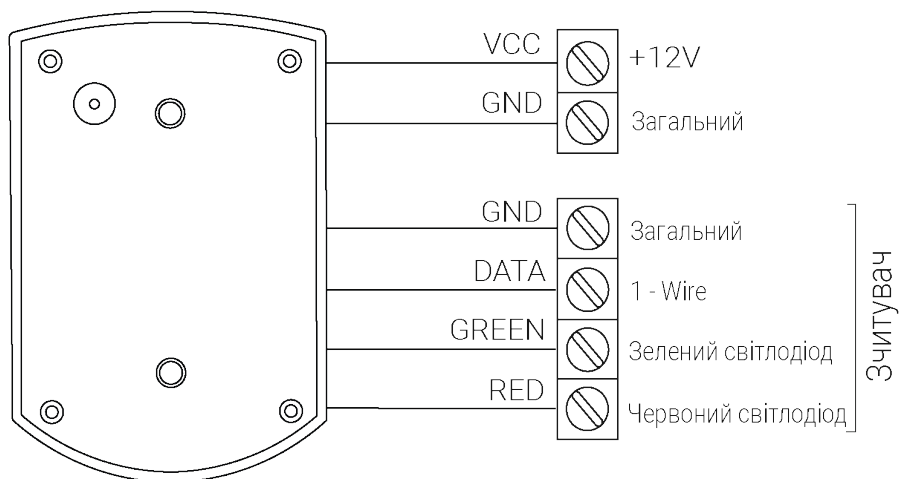 VCC +12V
GND Загальний
GND Загальний
DATA 1 - Wire
GREEN Зелений світлодіод
RED Червоний світлодіод
Зчитувач